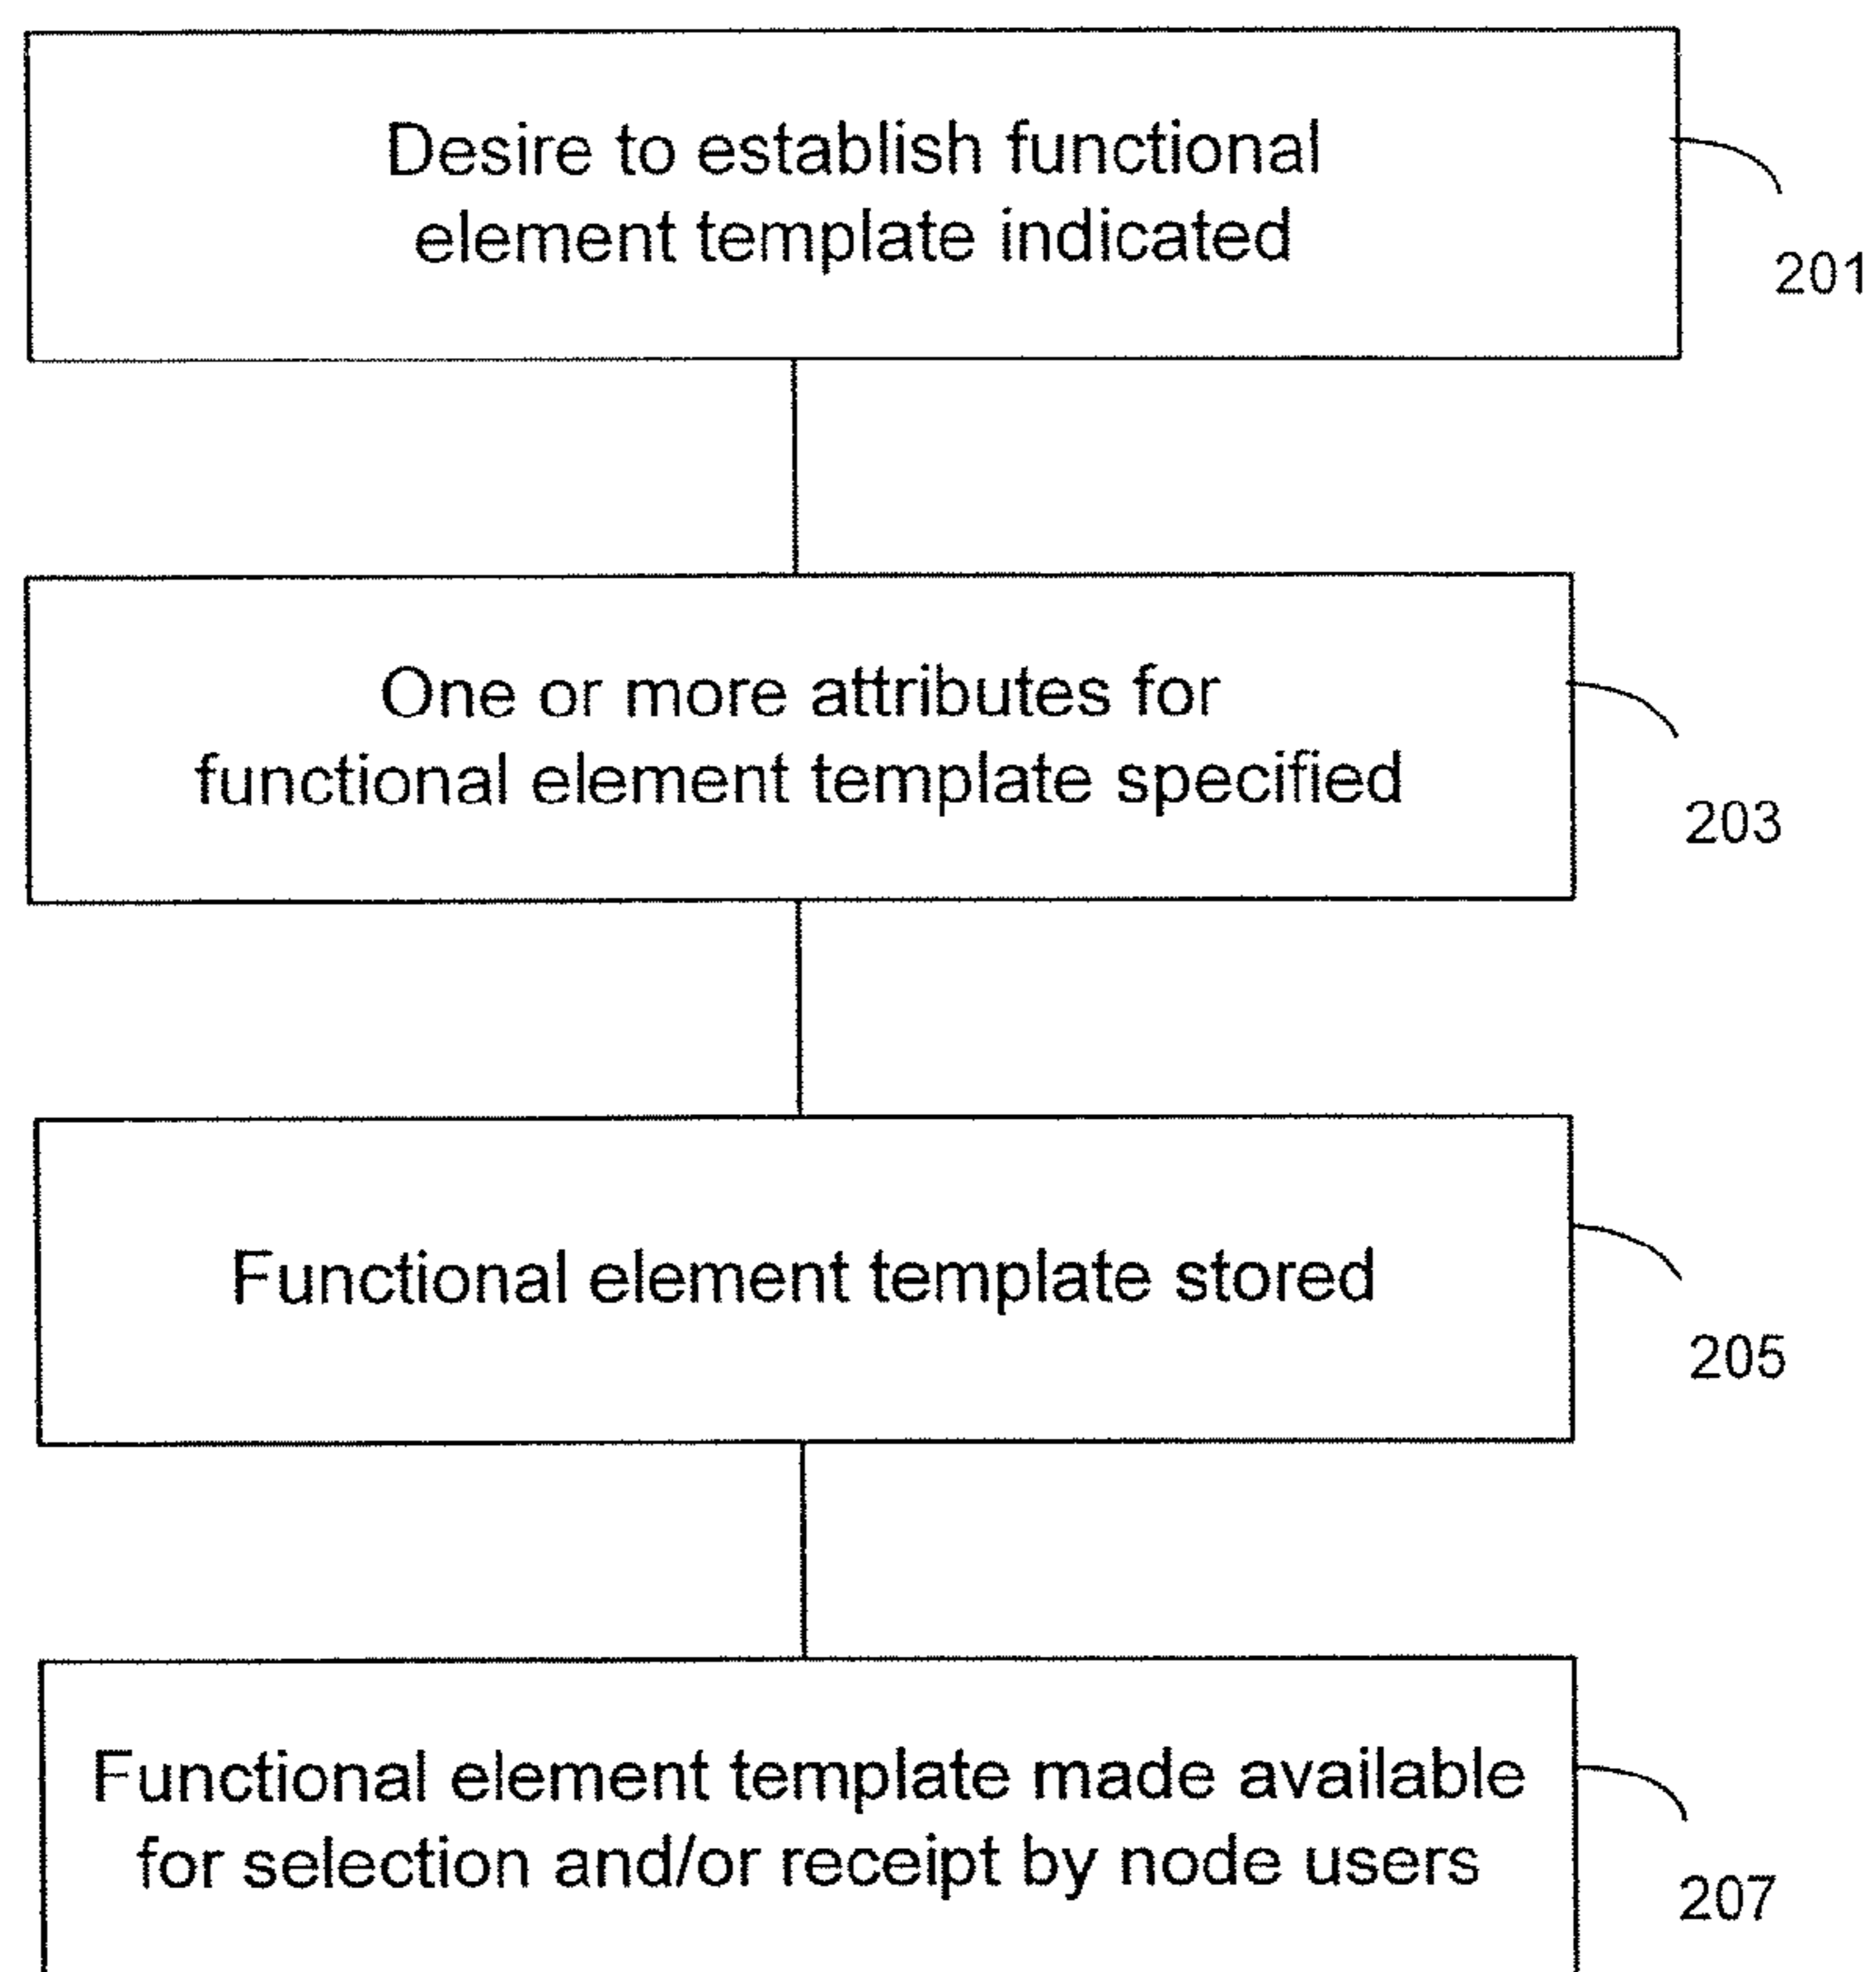 Desire to establish functional
element template indicated
201
One or more attributes for
functional element template specified
203
Functional element template stored
205
Functional element template made available
for selection and/or receipt by node users
207